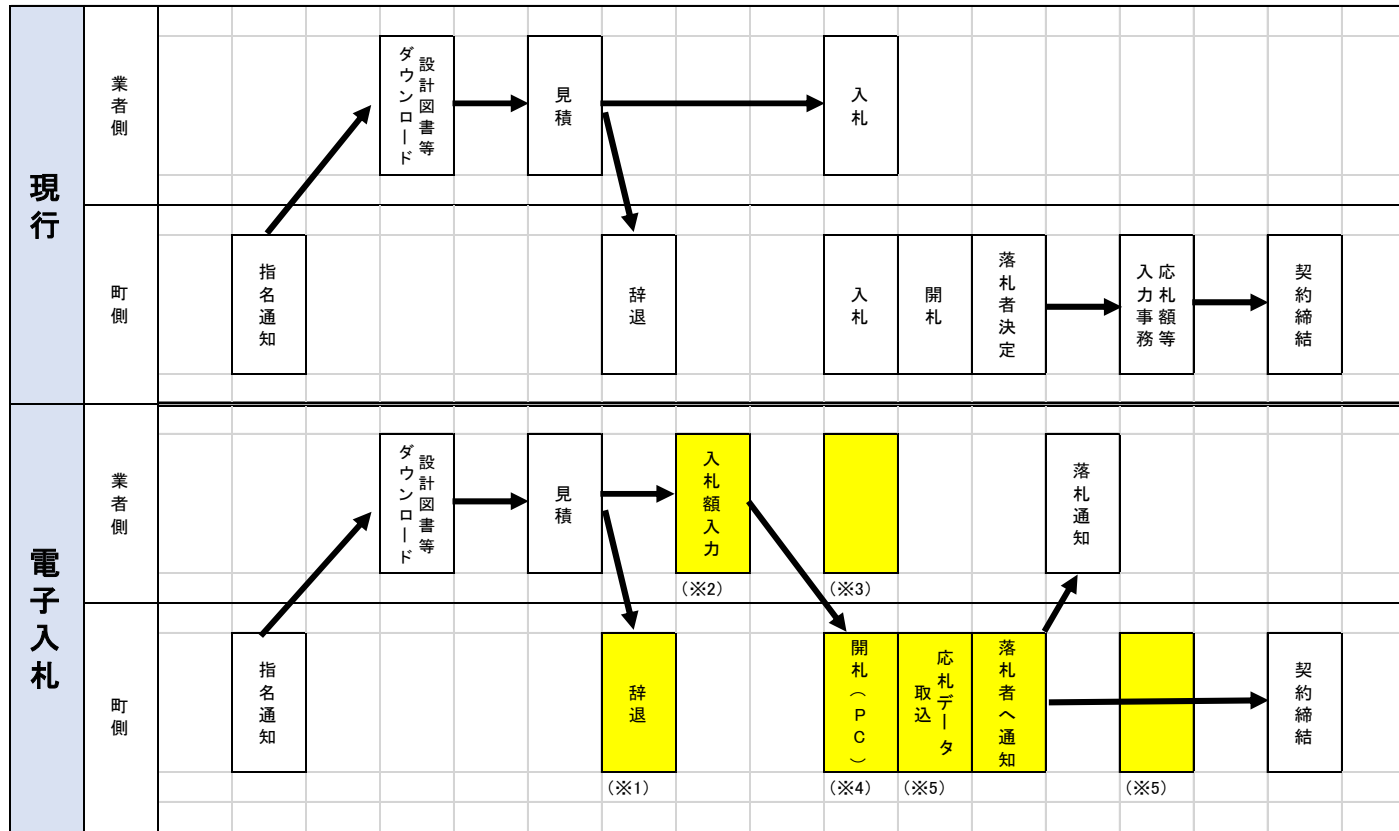 現行
業者側
設計図書等
ダウンロード
見積
入札
町側
指名通知
辞退
入札
開札
落札者決定
応札額等
入力事務
契約締結
電子入札
業者側
設計図書等
ダウンロード
見積
入札額入力
(※2)
(※3)
落札通知
町側
指名通知
辞退
(※1)
開札(PC)
(※4)
応札データ
取込
(※5)
落札者へ通知
(※5)
契約締結